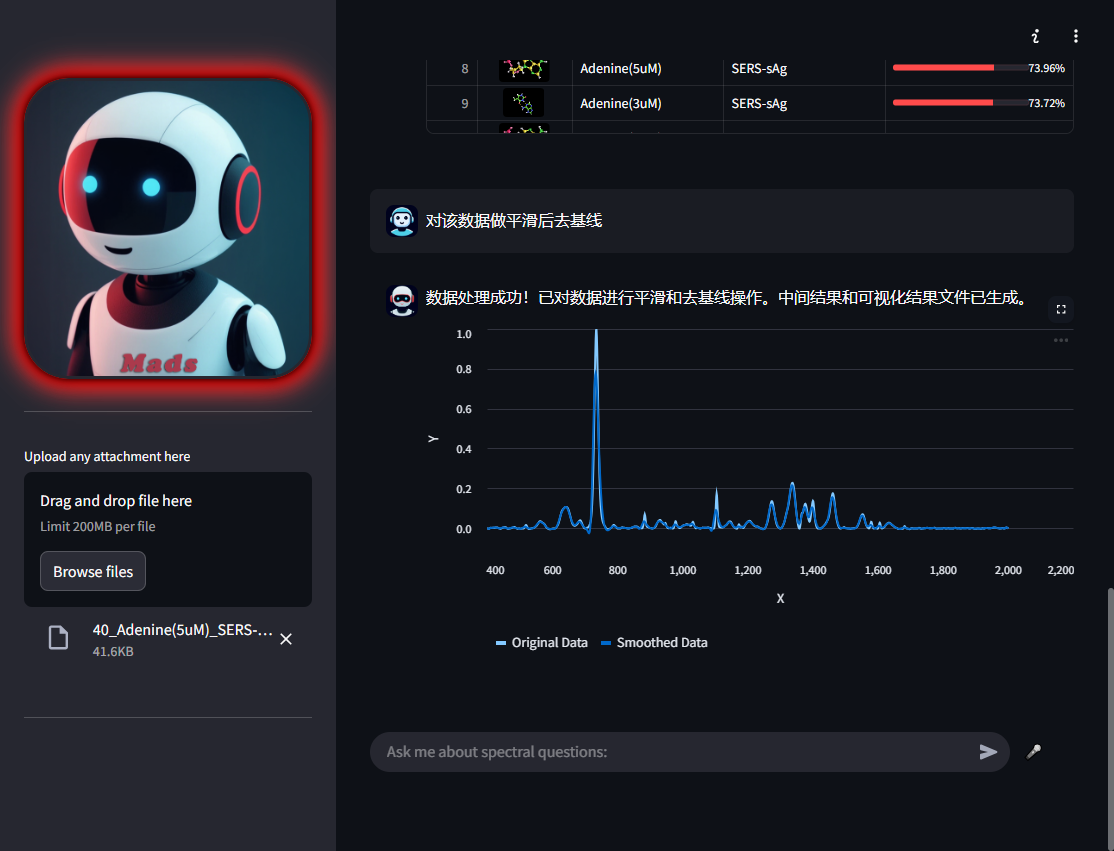 8 Adenine(5uM) SERS-sAg 73.96%
9 Adenine(3uM) SERS-sAg 73.72%
Mads
对该数据做平滑后去基线
数据处理成功！已对数据进行平滑和去基线操作。中间结果和可视化结果文件已生成。
1.0
0.8
0.6
Y
0.4
0.2
0.0
400 600 800 1,000 1,200 1,400 1,600 1,800 2,000 2,200
X
Original Data Smoothed Data
Upload any attachment here
Drag and drop file here
Limit 200MB per file
Browse files
40_Adenine(5uM)_SERS-...
41.6KB
Ask me about spectral questions: